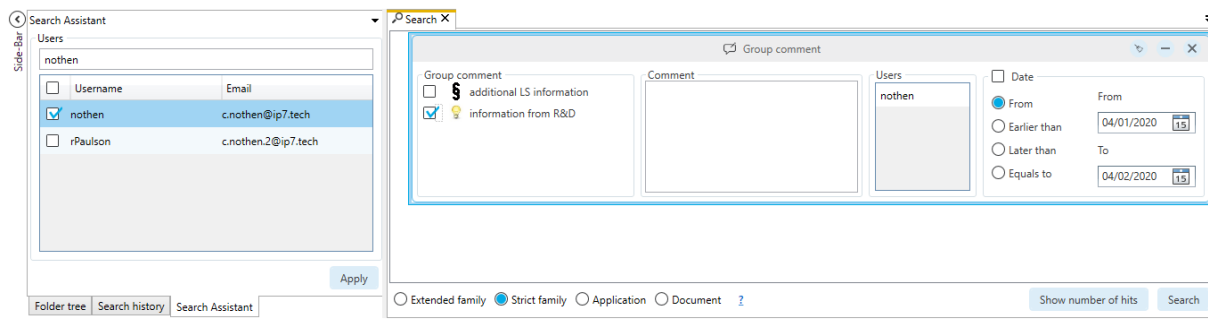 Side-Bar
Search Assistant
Users
nothen
Username Email
nothen c.nothen@ip7.tech
rPaulson c.nothen.2@ip7.tech
Apply
Folder tree Search history Search Assistant
Search
Group comment
Group comment
§ additional LS information
information from R&D
Comment
Users
nothen
Date
From
Earlier than
Later than
Equals to
From
04/01/2020 15
To
04/02/2020 15
Extended family Strict family Application Document ?
Show number of hits Search